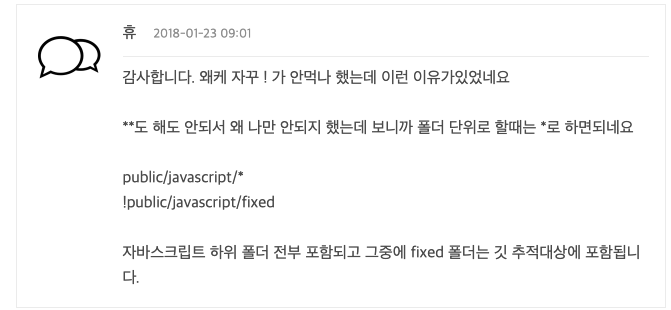 휴 2018-01-23 09:01
감사합니다. 왜케 자꾸 ! 가 안먹나 했는데 이런 이유가있었네요
**도 해도 안되서 왜 나만 안되지 했는데 보니까 폴더 단위로 할때는 *로 하면되네요
public/javascript/*
!public/javascript/fixed
자바스크립트 하위 폴더 전부 포함되고 그중에 fixed 폴더는 깃 추적대상에 포함됩니
다.